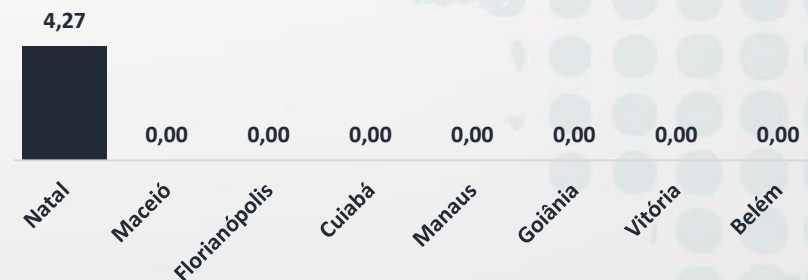 4,27
0,00
0,00
0,00
0,00
0,00
0,00
0,00
Natal
Maceió
Florianópolis
Cuiabá
Manaus
Goiânia
Vitória
Belém